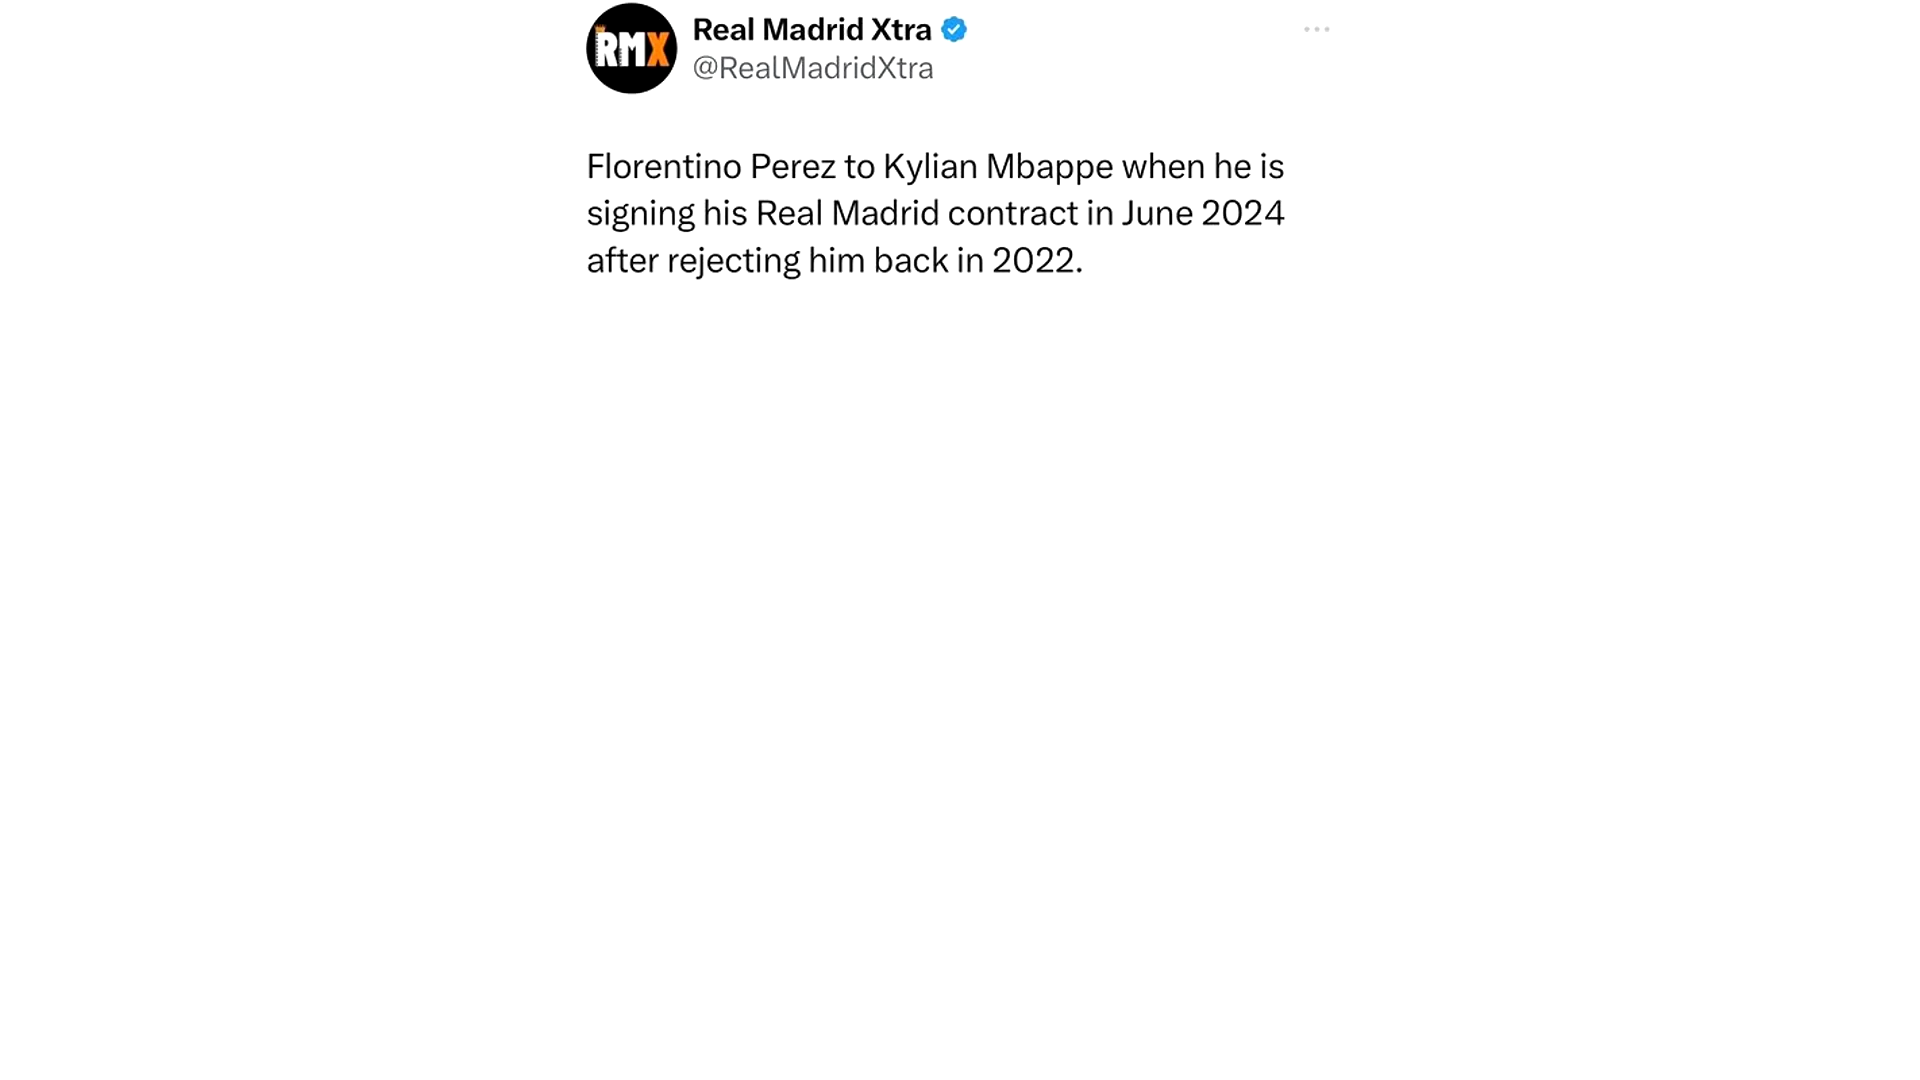 RMX
Real Madrid Xtra
@RealMadridXtra
Florentino Perez to Kylian Mbappe when he is
signing his Real Madrid contract in June 2024
after rejecting him back in 2022.